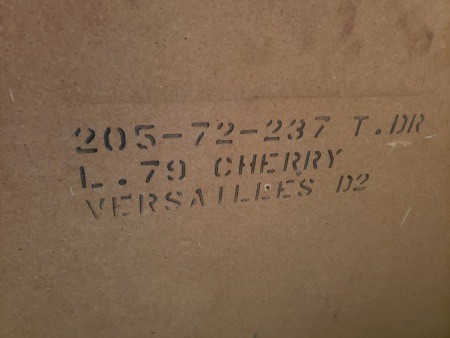 205-72-237 T.DR
L.79 CHERRY
VERSAILLES D2